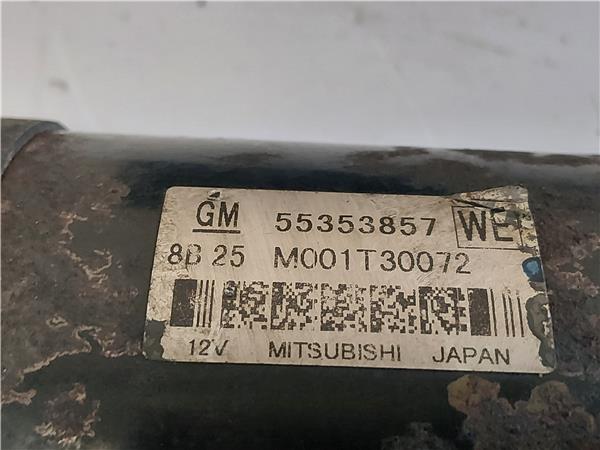 GM 55353857 WE
8B 25 M001T30072
12V MITSUBISHI JAPAN